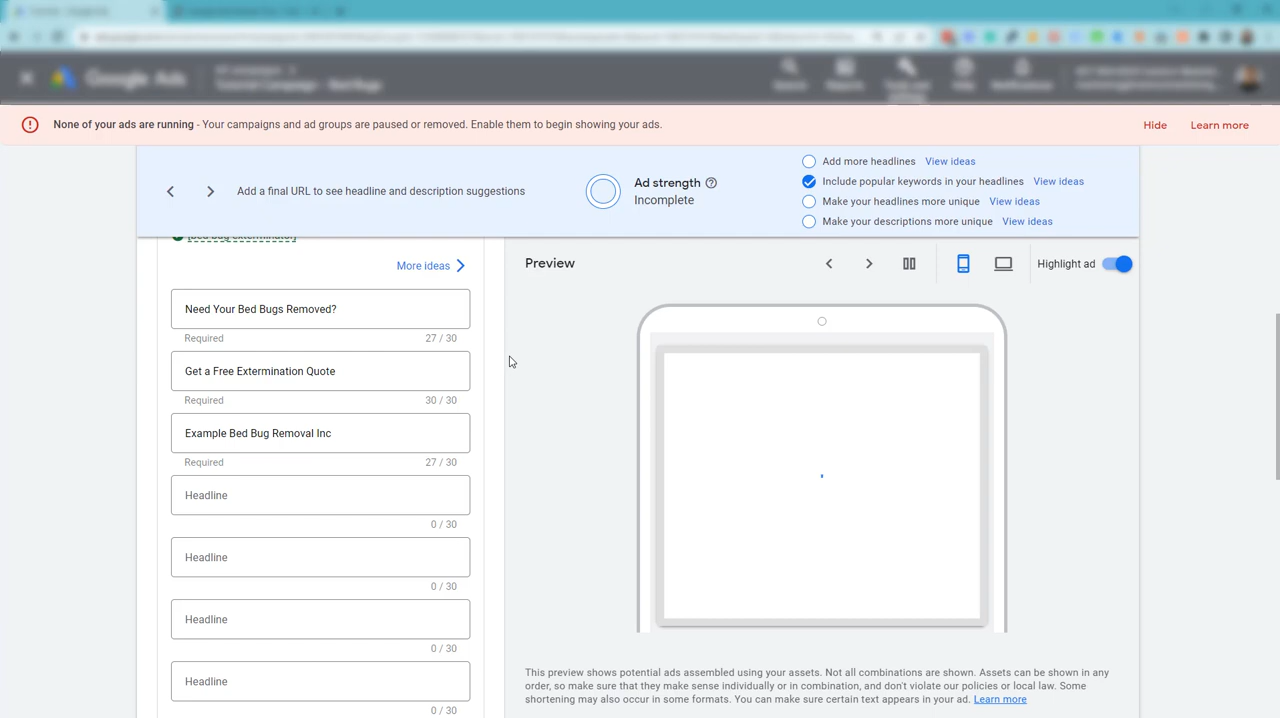 Google Ads
None of your ads are running - Your campaigns and ad groups are paused or removed. Enable them to begin showing your ads.
Hide
Learn more
Add a final URL to see headline and description suggestions
Ad strength
Incomplete
Add more headlines View ideas
Include popular keywords in your headlines View ideas
Make your headlines more unique View ideas
Make your descriptions more unique View ideas
More ideas
Need Your Bed Bugs Removed?
Required 27 / 30
Get a Free Extermination Quote
Required 30 / 30
Example Bed Bug Removal Inc
Required 27 / 30
Headline
0 / 30
Headline
0 / 30
Headline
0 / 30
Headline
0 / 30
Preview
Highlight ad
This preview shows potential ads assembled using your assets. Not all combinations are shown. Assets can be shown in any
order, so make sure that they make sense individually or in combination, and don't violate our policies or local law. Some
shortening may also occur in some formats. You can make sure certain text appears in your ad. Learn more